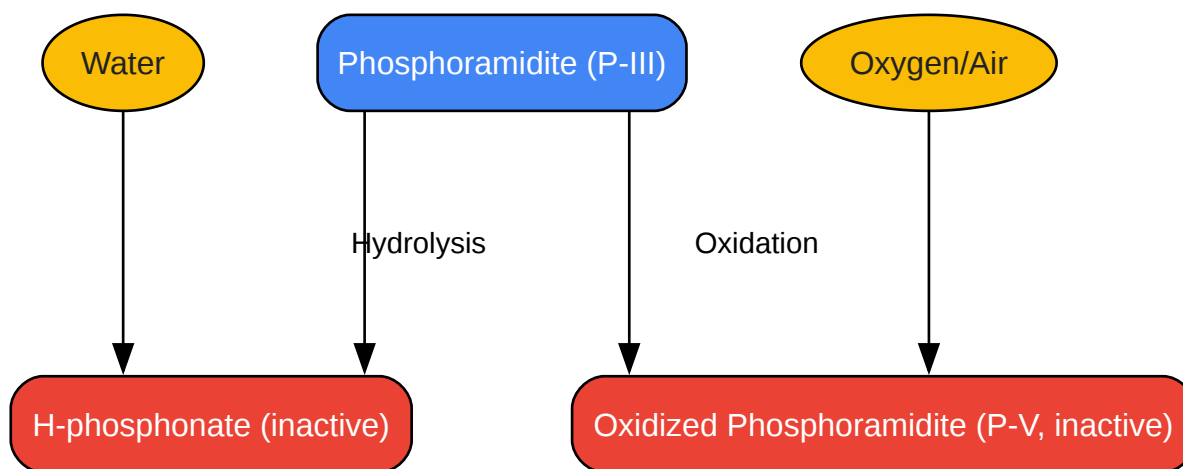 Water
Phosphoramidite (P-III)
Oxygen/Air
Hydrolysis
Oxidation
H-phosphonate (inactive)
Oxidized Phosphoramidite (P-V, inactive)